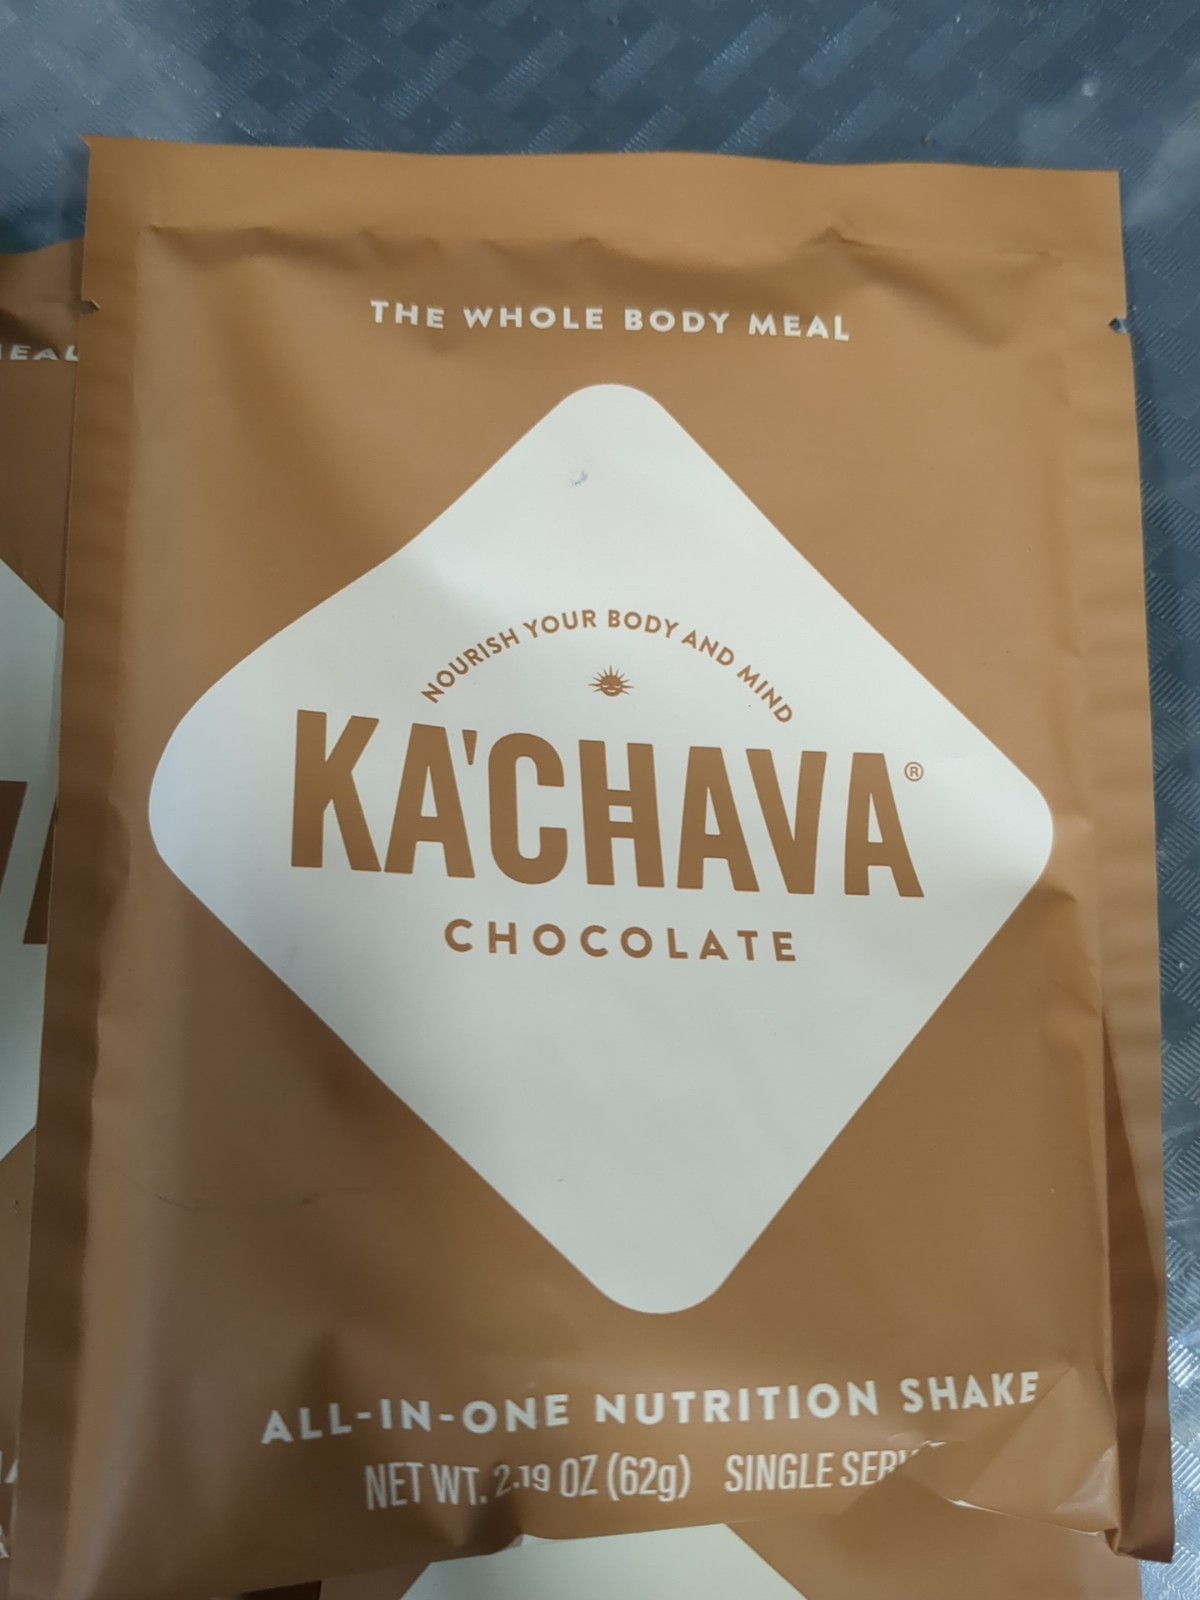 THE WHOLE BODY MEAL
NOURISH YOUR BODY AND MIND
KA'CHAVA®
CHOCOLATE
ALL-IN-ONE NUTRITION SHAKE
NET WT. 2.19 OZ (62g) SINGLE